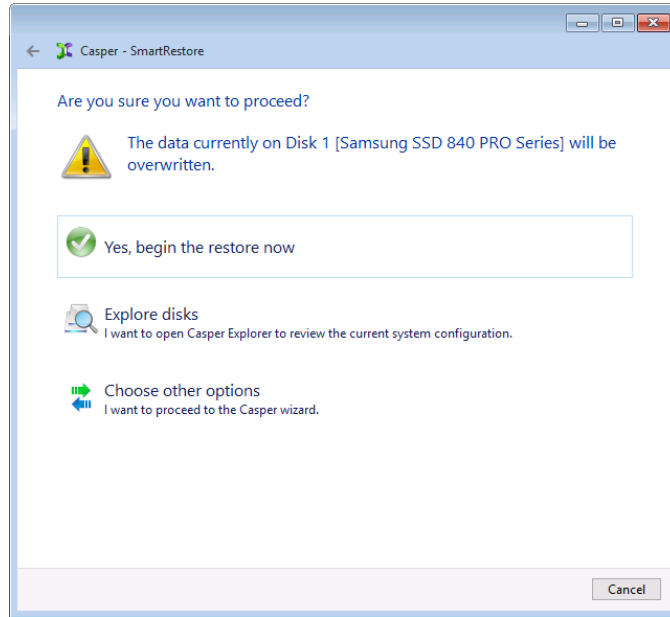 Casper - SmartRestore
Are you sure you want to proceed?
The data currently on Disk 1 [Samsung SSD 840 PRO Series] will be
overwritten.
Yes, begin the restore now
Explore disks
I want to open Casper Explorer to review the current system configuration.
Choose other options
I want to proceed to the Casper wizard.
Cancel